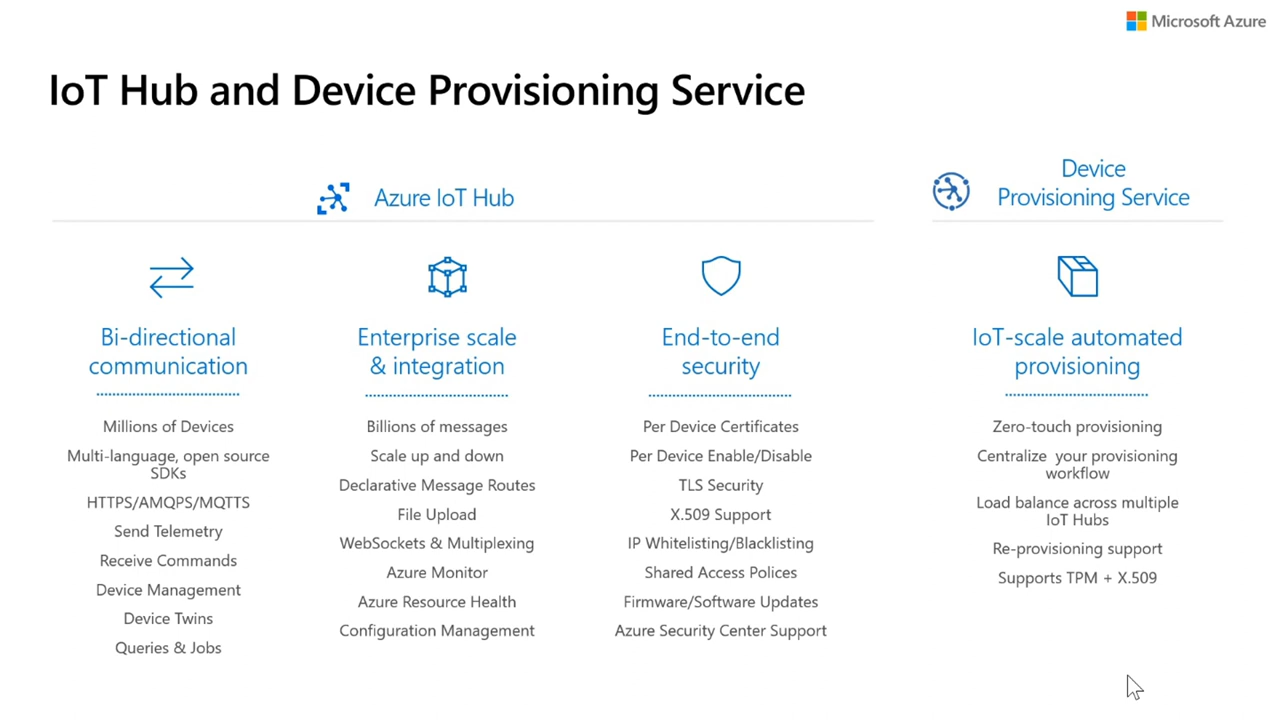 Microsoft Azure
IoT Hub and Device Provisioning Service
Azure IoT Hub
Device
Provisioning Service
Bi-directional
communication
Millions of Devices
Multi-language, open source
SDKs
HTTPS/AMQPS/MQTTS
Send Telemetry
Receive Commands
Device Management
Device Twins
Queries & Jobs
Enterprise scale
& integration
Billions of messages
Scale up and down
Declarative Message Routes
File Upload
WebSockets & Multiplexing
Azure Monitor
Azure Resource Health
Configuration Management
End-to-end
security
Per Device Certificates
Per Device Enable/Disable
TLS Security
X.509 Support
IP Whitelisting/Blacklisting
Shared Access Polices
Firmware/Software Updates
Azure Security Center Support
IoT-scale automated
provisioning
Zero-touch provisioning
Centralize your provisioning
workflow
Load balance across multiple
IoT Hubs
Re-provisioning support
Supports TPM + X.509